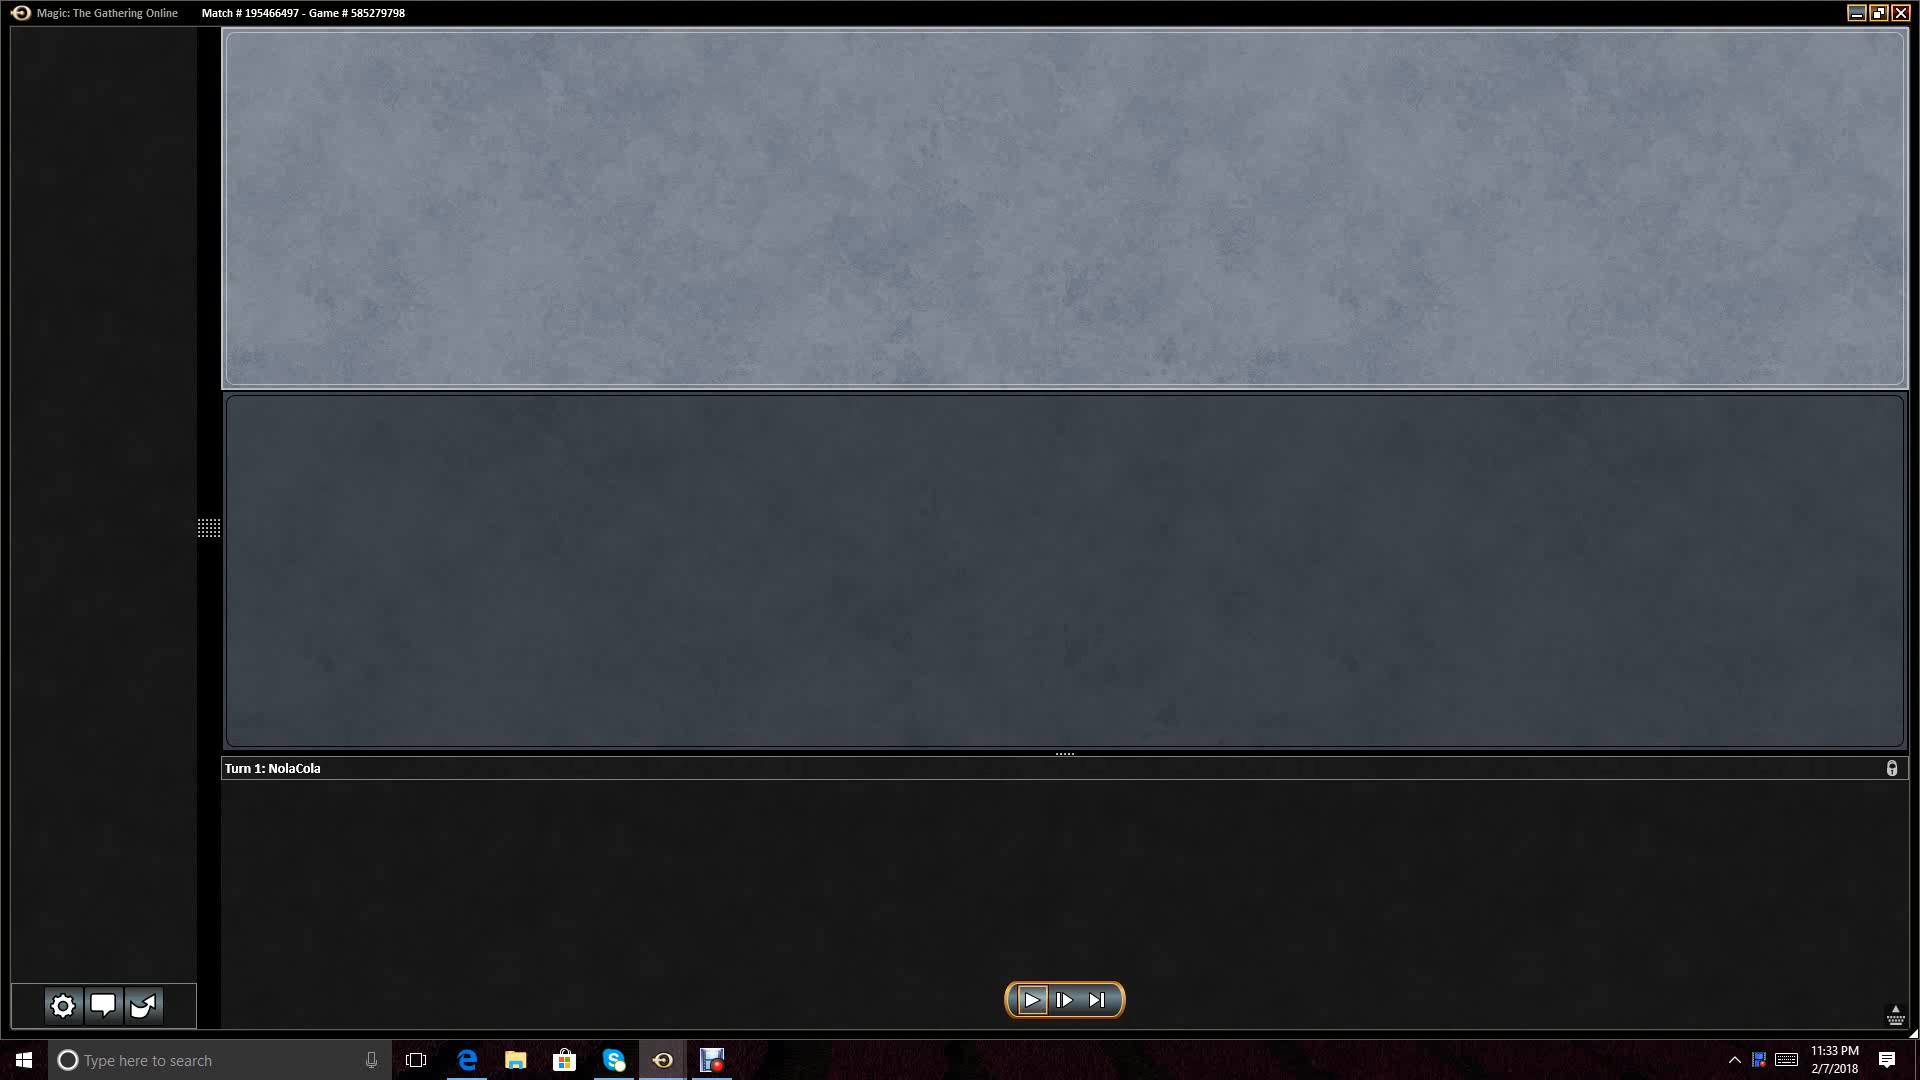 Magic: The Gathering Online
Match # 195466497 - Game # 585279798
Turn 1: NolaCola
Type here to search
11:33 PM
2/7/2018